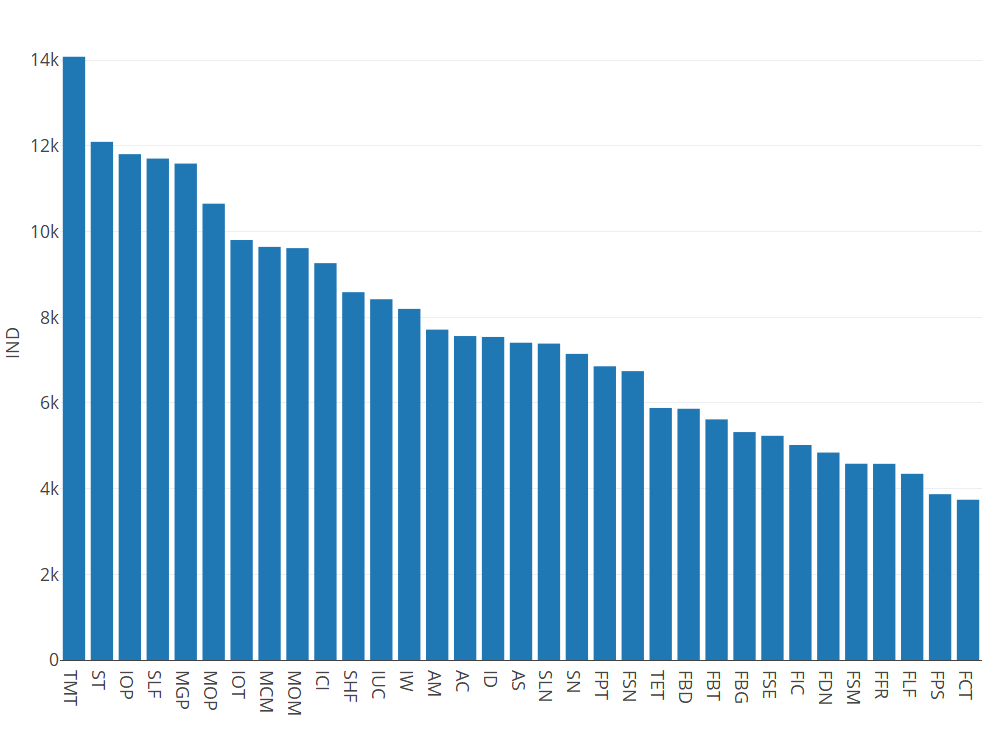 14k
12k
10k
8k
6k
4k
2k
0
IND
TMT
ST
IOP
SLF
MGP
MOP
IOT
MCM
MOM
ICI
SHF
IUC
IW
AM
AC
ID
AS
SLN
SN
FPT
FSN
TET
FBD
FBT
FBG
FSE
FIC
FDN
FSM
FFR
FLF
FPS
FCT